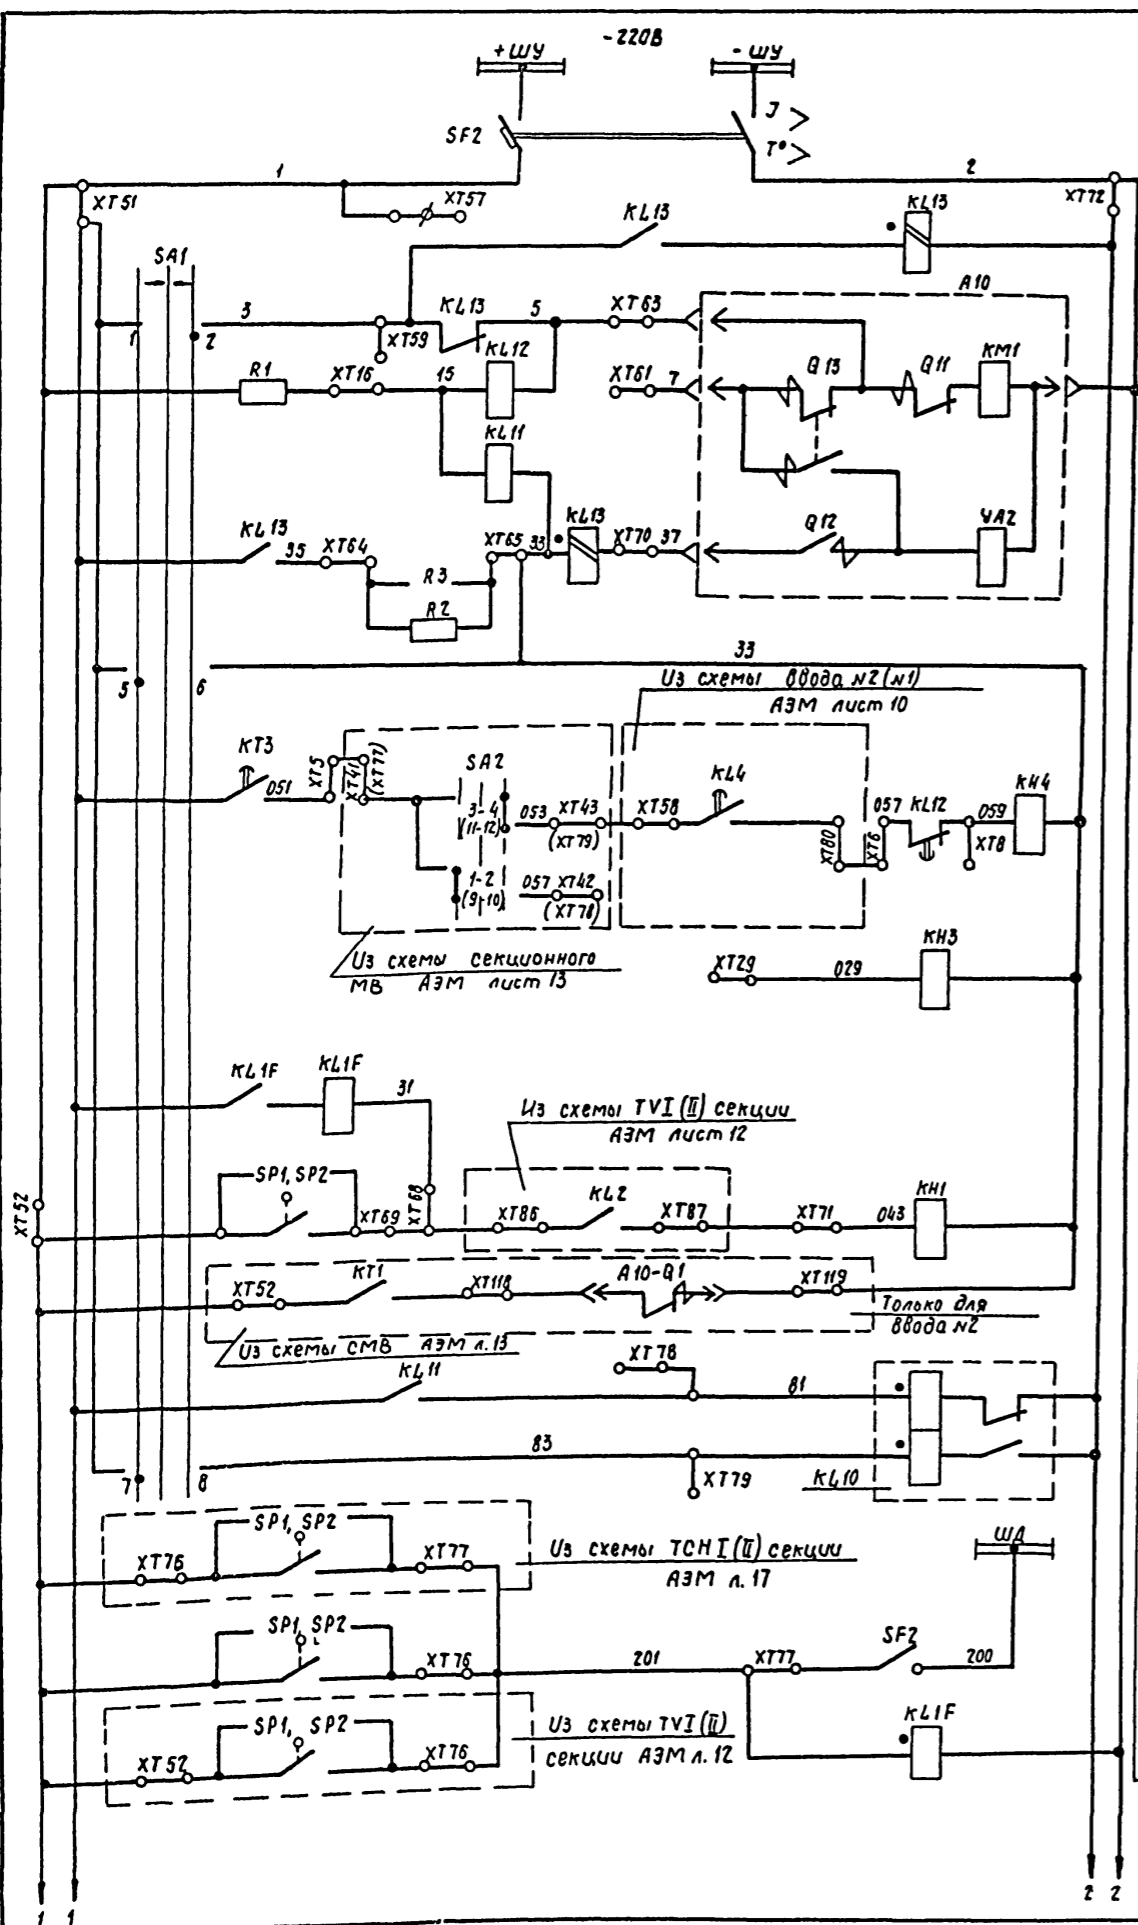 -220В
+ШУ
-ШУ
SF2
J >
T° >
1
2
XT51
XT57
XT72
KL13
KL13
SA1
A10
1
2
3
XT59
KL13
5
XT63
KL12
R1
XT16
15
XT61
7
Q13
Q11
KM1
KL11
KL13
35
XT64
R3
R2
XT65
33
KL13
XT70
37
Q12
YA2
33
5
6
Из схемы ввода №2(№1)
АЭМ лист 10
KT3
051
XT5
XT41
(XT77)
SA2
3-4
(11-12)
053
XT43
(XT79)
1-2
(9-10)
057
XT42
(XT78)
XT58
KL4
XT80
XT6
057
KL12
059
XT8
KH4
Из схемы секционного
МВ АЭМ лист 13
XT29
029
KH3
KL1F
KL1F
31
Из схемы TVI(II) секции
АЭМ лист 12
XT52
SP1, SP2
XT69
XT68
XT86
KL2
XT87
XT71
043
KH1
XT52
KT1
XT118
A10-Q1
XT119
Только для
ввода №2
Из схемы СМВ АЭМ л.13
KL11
XT78
81
83
XT79
KL10
7
8
SP1, SP2
XT76
XT77
Из схемы ТСНI(II) секции
АЭМ л.17
ШД
SP1, SP2
XT76
201
XT77
SF2
200
SP1, SP2
XT52
XT76
Из схемы TVI(II)
секции АЭМ л.12
KL1F
1
1
2
2